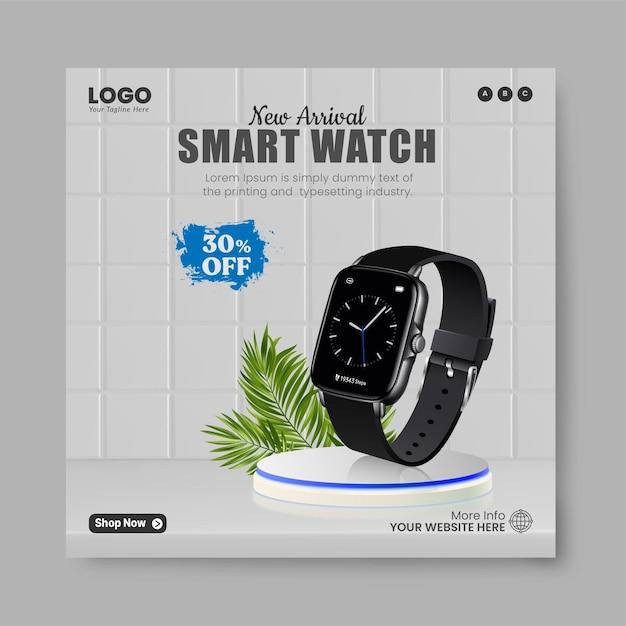 LOGO
Your Tagline Here
A B C
New Arrival
SMART WATCH
Lorem Ipsum is simply dummy text of
the printing and typesetting industry.
30%
OFF
19343 Steps
Shop Now
More Info
YOUR WEBSITE HERE